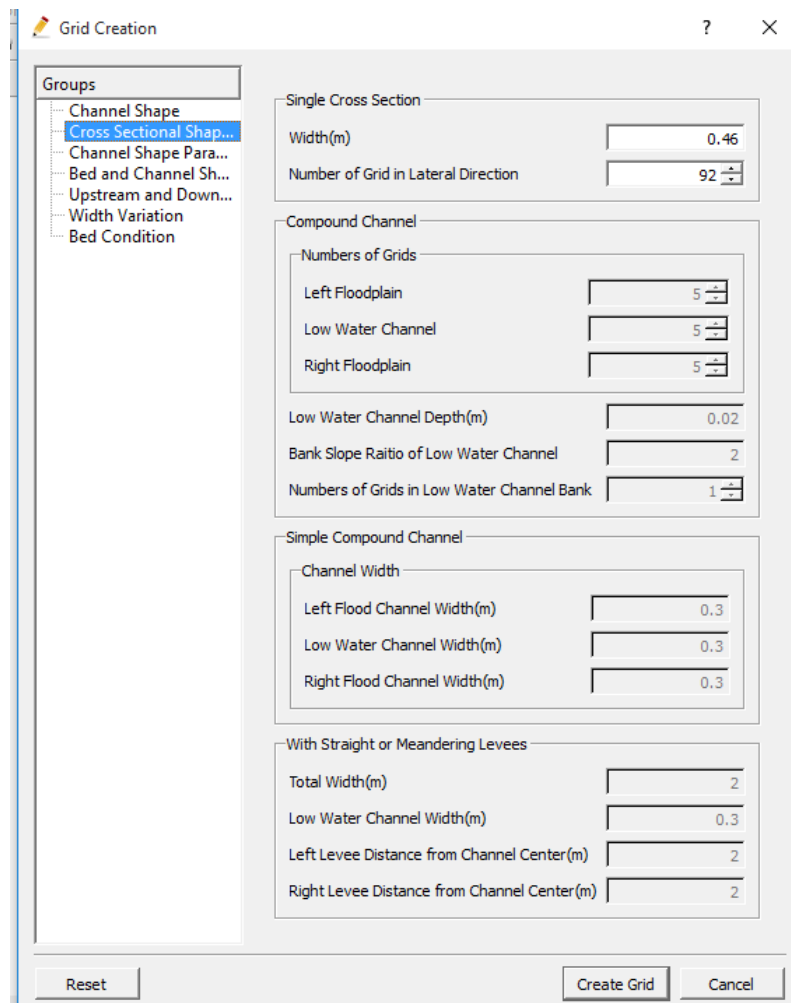 Grid Creation
?
Groups
Channel Shape
Cross Sectional Shap...
Channel Shape Para...
Bed and Channel Sh...
Upstream and Down...
Width Variation
Bed Condition
Single Cross Section
Width(m) 0.46
Number of Grid in Lateral Direction 92
Compound Channel
Numbers of Grids
Left Floodplain 5
Low Water Channel 5
Right Floodplain 5
Low Water Channel Depth(m) 0.02
Bank Slope Raitio of Low Water Channel 2
Numbers of Grids in Low Water Channel Bank 1
Simple Compound Channel
Channel Width
Left Flood Channel Width(m) 0.3
Low Water Channel Width(m) 0.3
Right Flood Channel Width(m) 0.3
With Straight or Meandering Levees
Total Width(m) 2
Low Water Channel Width(m) 0.3
Left Levee Distance from Channel Center(m) 2
Right Levee Distance from Channel Center(m) 2
Reset Create Grid Cancel